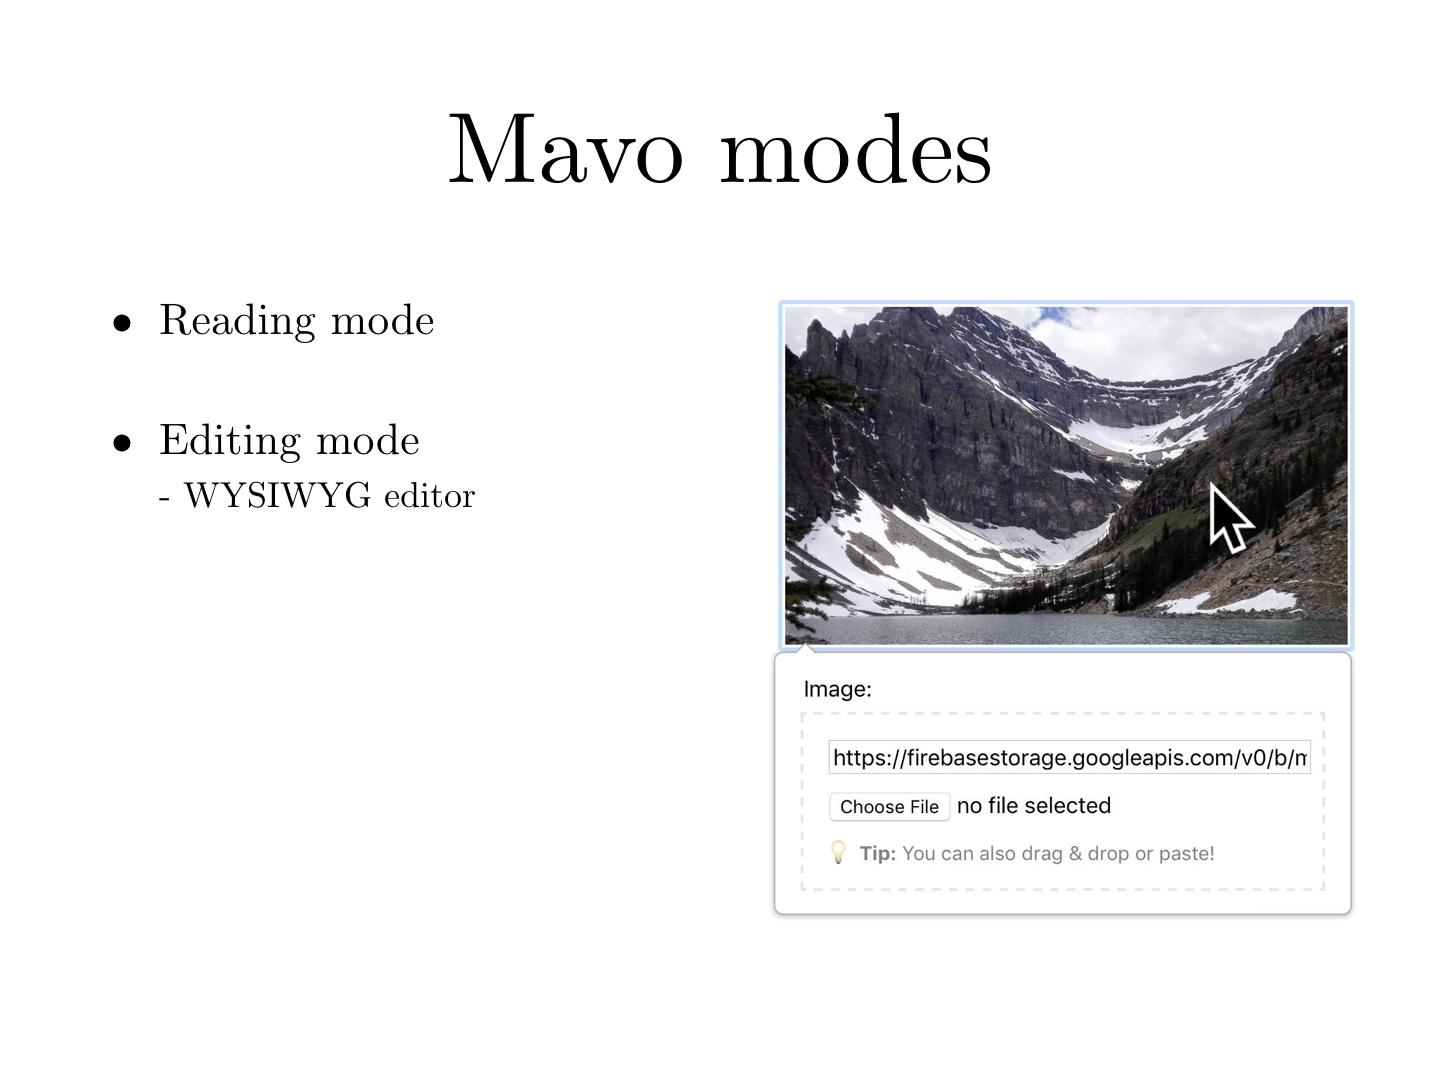 Mavo modes
• Reading mode
• Editing mode
- WYSIWYG editor
Image:
https://firebasestorage.googleapis.com/v0/b/m
Choose File no file selected
💡 Tip: You can also drag & drop or paste!